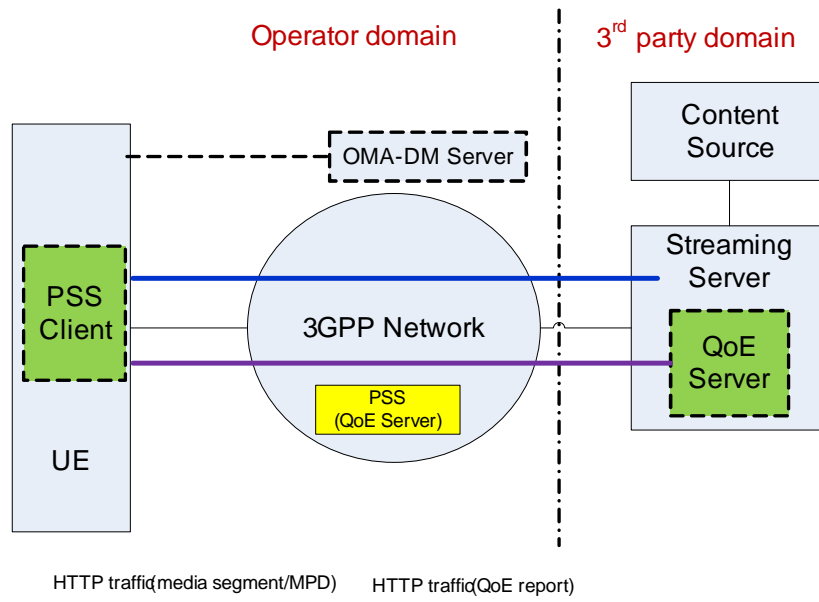 Operator domain
3rd party domain
OMA-DM Server
Content
Source
Streaming
Server
PSS
Client
3GPP Network
QoE
Server
PSS
(QoE Server)
UE
HTTP traffic(media segment/MPD)
HTTP traffic(QoE report)